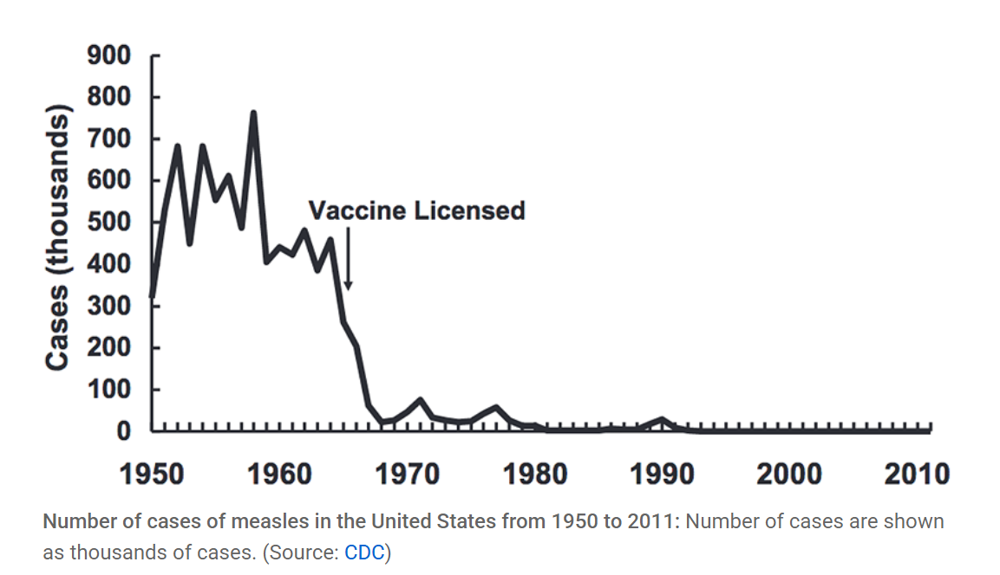 900
800
700
600
500
400
300
200
100
0
Cases (thousands)
Vaccine Licensed
1950 1960 1970 1980 1990 2000 2010
Number of cases of measles in the United States from 1950 to 2011: Number of cases are shown
as thousands of cases. (Source: CDC)